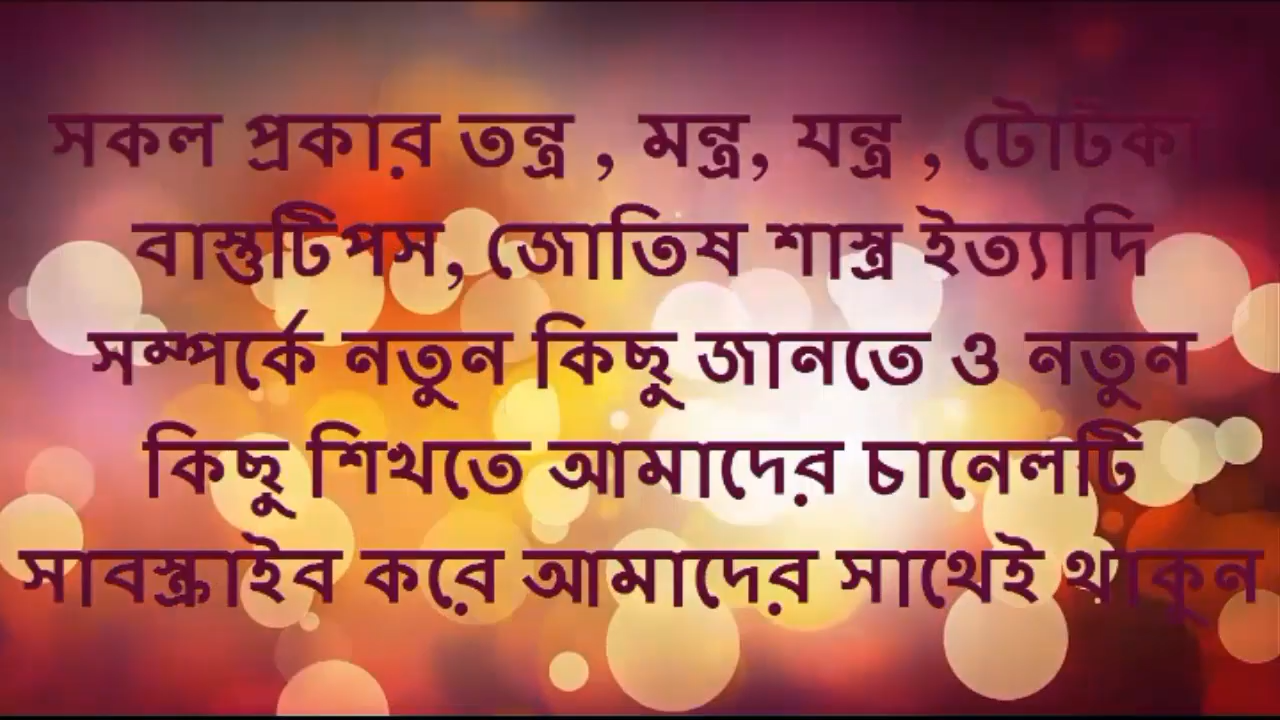 সকল প্রকার তন্ত্র , মন্ত্র, যন্ত্র , টোটকা
বাস্তুটিপস, জোতিষ শাস্ত্র ইত্যাদি
সম্পর্কে নতুন কিছু জানতে ও নতুন
কিছু শিখতে আমাদের চানেলটি
সাবস্ক্রাইব করে আমাদের সাথেই থাকুন